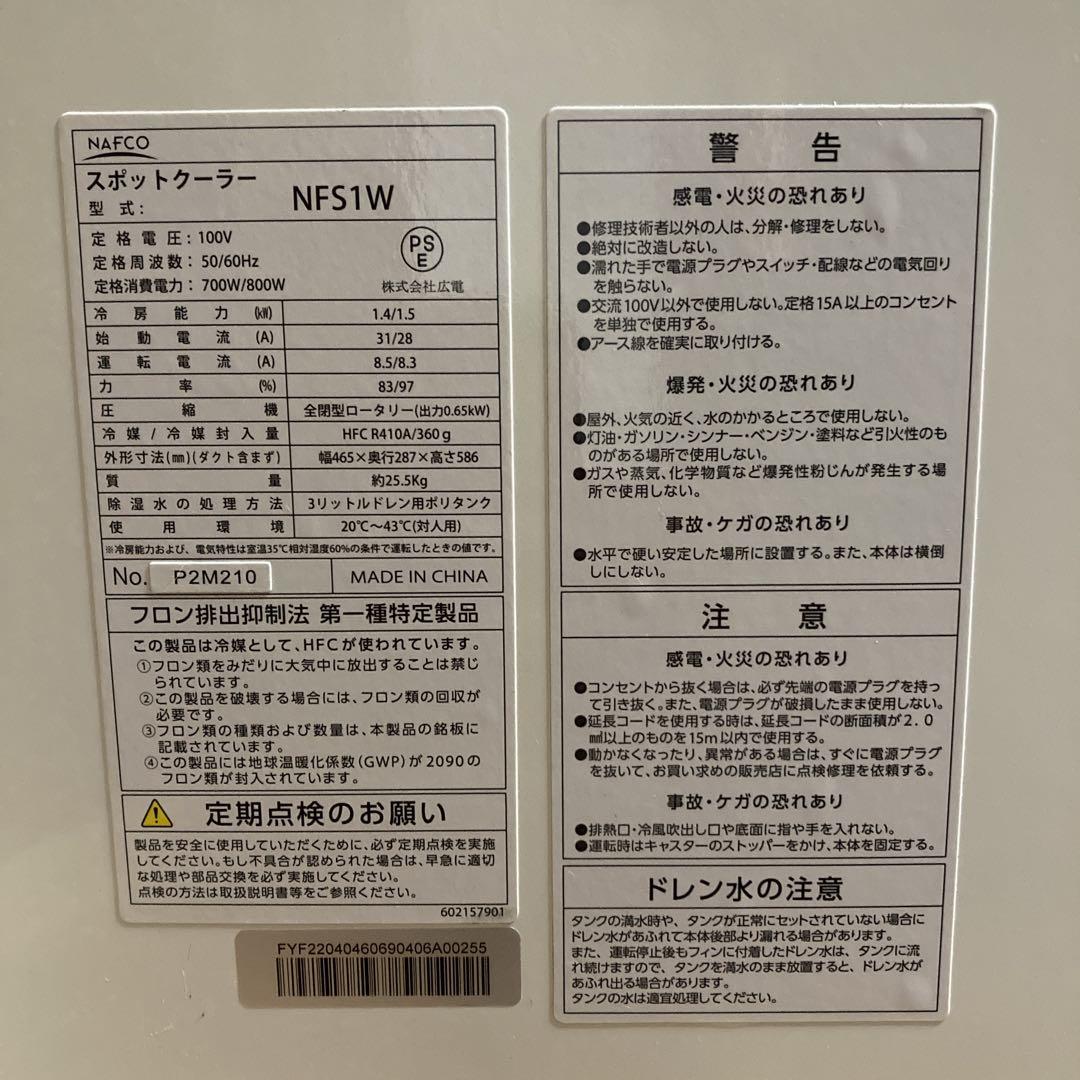 NAFCO
スポットクーラー
型式: NFS1W
定格電圧: 100V
定格周波数: 50/60Hz
定格消費電力: 700W/800W
PS
E
株式会社広電
冷房能力(kW) 1.4/1.5
始動電流(A) 31/28
運転電流(A) 8.5/8.3
力率(%) 83/97
圧縮機 全閉型ロータリー(出力0.65kW)
冷媒/冷媒封入量 HFC R410A/360g
外形寸法(mm)(ダクト含まず) 幅465×奥行287×高さ586
質量 約25.5Kg
除湿水の処理方法 3リットルドレン用ポリタンク
使用環境 20℃〜43℃(対人用)
※冷房能力および、電気特性は室温35℃相対湿度60%の条件で運転したときの値です。
No. P2M210 MADE IN CHINA
フロン排出抑制法 第一種特定製品
この製品は冷媒として、HFCが使われています。
①フロン類をみだりに大気中に放出することは禁じ
られています。
②この製品を破壊する場合には、フロン類の回収が
必要です。
③フロン類の種類および数量は、本製品の銘板に
記載されています。
④この製品には地球温暖化係数(GWP)が2090の
フロン類が封入されています。
定期点検のお願い
製品を安全に使用していただくために、必ず定期点検を実施
してください。もし不具合が認められた場合は、早急に適切
な処理や部品交換を必ず実施してください。
点検の方法は取扱説明書等をご参照ください。
602157901
FYF22040460690406A00255
警告
感電・火災の恐れあり
●修理技術者以外の人は、分解・修理をしない。
●絶対に改造しない。
●濡れた手で電源プラグやスイッチ・配線などの電気回り
を触らない。
●交流100V以外で使用しない。定格15A以上のコンセント
を単独で使用する。
●アース線を確実に取り付ける。
爆発・火災の恐れあり
●屋外、火気の近く、水のかかるところで使用しない。
●灯油・ガソリン・シンナー・ベンジン・塗料など引火性のも
のがある場所で使用しない。
●ガスや蒸気、化学物質など爆発性粉じんが発生する場
所で使用しない。
事故・ケガの恐れあり
●水平で硬い安定した場所に設置する。また、本体は横倒
しにしない。
注意
感電・火災の恐れあり
●コンセントから抜く場合は、必ず先端の電源プラグを持っ
て引き抜く。また、電源プラグが破損したまま使用しない。
●延長コードを使用する時は、延長コードの断面積が2.0
㎟以上のものを15m以内で使用する。
●動かなくなったり、異常がある場合は、すぐに電源プラグ
を抜いて、お買い求めの販売店に点検修理を依頼する。
事故・ケガの恐れあり
●排熱口・冷風吹出し口や底面に指や手を入れない。
●運転時はキャスターのストッパーをかけ、本体を固定する。
ドレン水の注意
タンクの満水時や、タンクが正常にセットされていない場合に
ドレン水があふれて本体後部より漏れる場合があります。
また、運転停止後もフィンに付着したドレン水は、タンクに流
れ続けますので、タンクを満水のまま放置すると、ドレン水が
あふれ出る場合があります。
タンクの水は適宜処理してください。